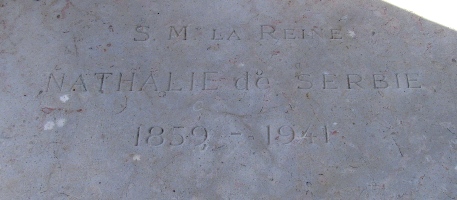 S. M. LA REINE
NATHALIE de SERBIE
1859 - 1941